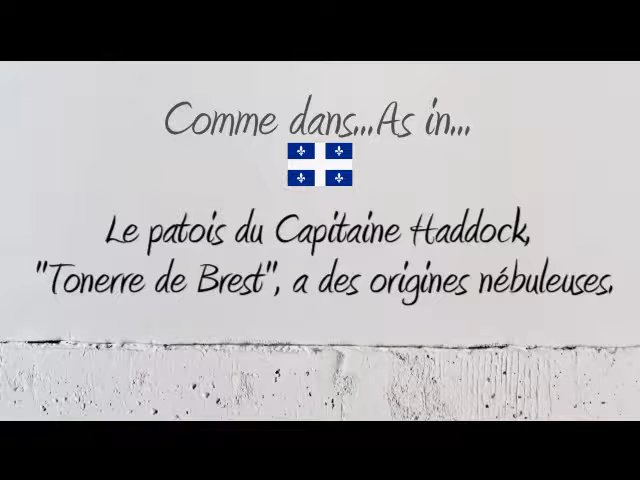 Comme dans...As in...
Le patois du Capitaine Haddock,
"Tonerre de Brest", a des origines nébuleuses.